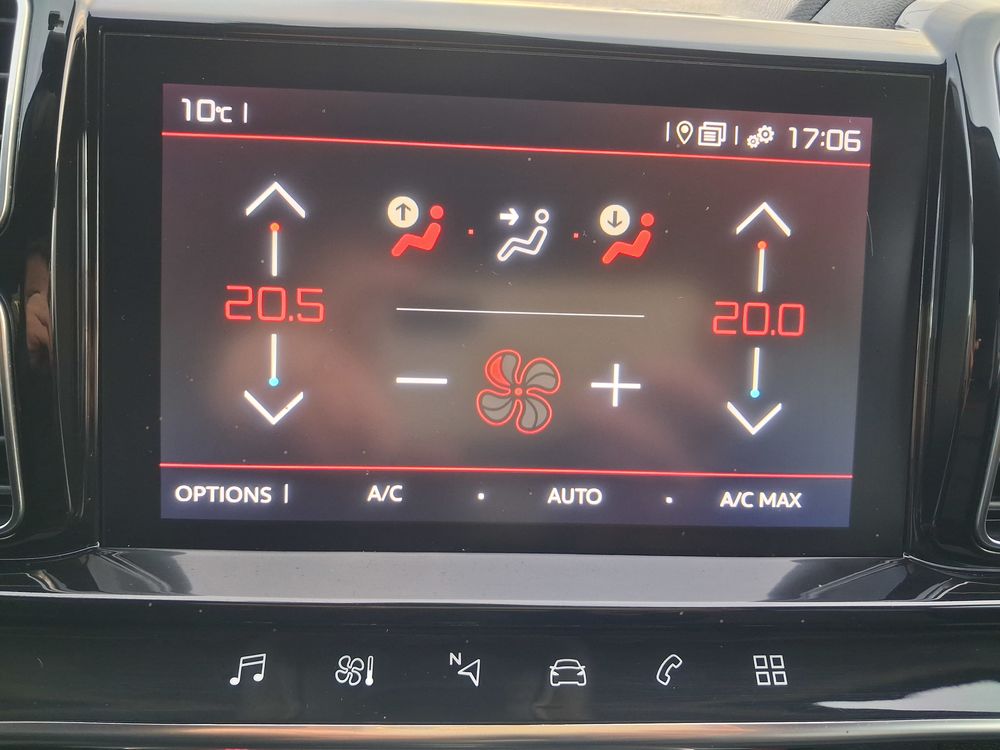 10°C
17:06
20.5
20.0
OPTIONS A/C AUTO A/C MAX
N